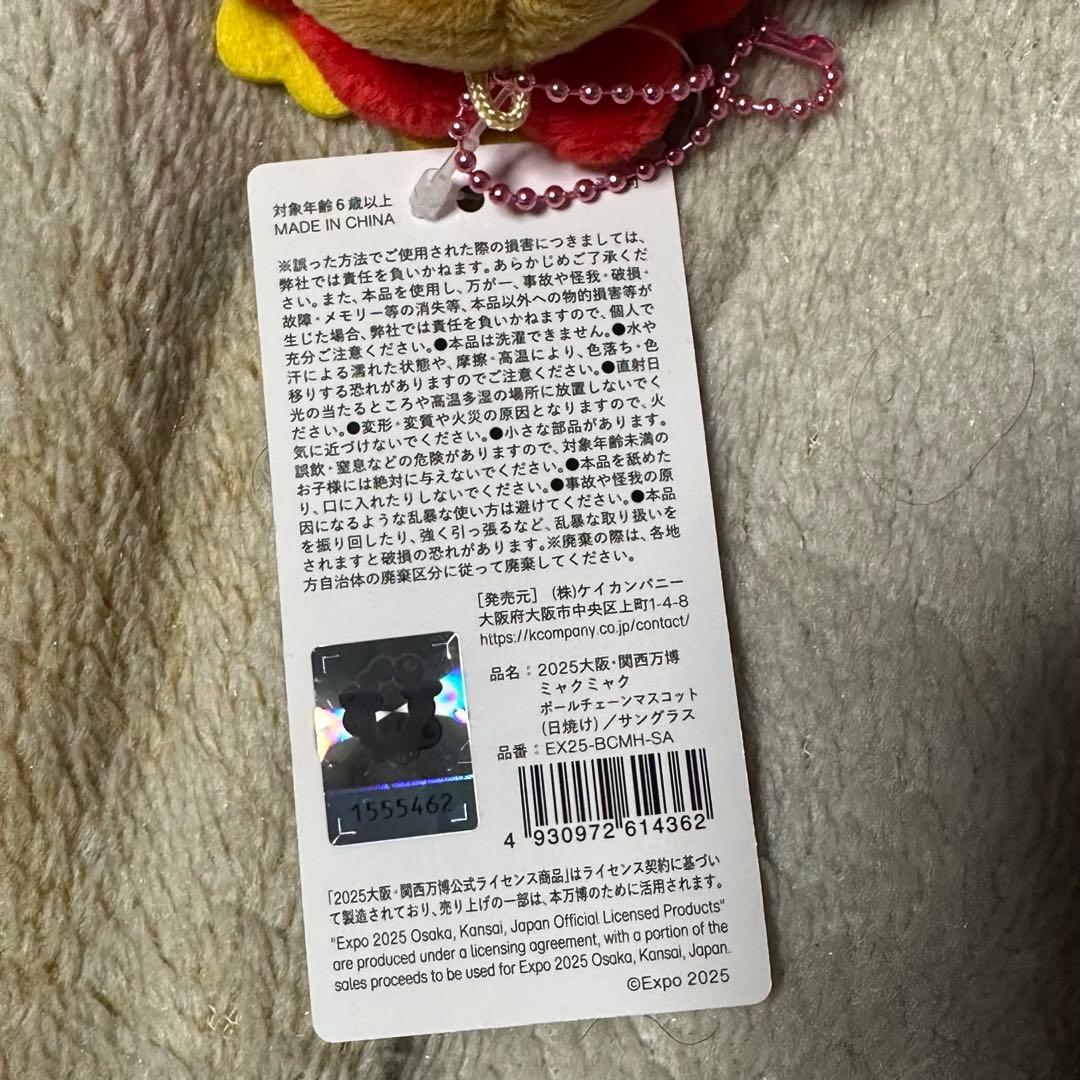 対象年齢6歳以上
MADE IN CHINA
※誤った方法でご使用された際の損害につきましては、
弊社では責任を負いかねます。あらかじめご了承くだ
さい。また、本品を使用し、万が一、事故や怪我・破損・
故障・メモリー等の消失等、本品以外への物的損害等が
生じた場合、弊社では責任を負いかねますので、個人で
充分ご注意ください。●本品は洗濯できません。●水や
汗による濡れた状態や、摩擦・高温により、色落ち・色
移りする恐れがありますのでご注意ください。●直射日
光の当たるところや高温多湿の場所に放置しないでく
ださい。●変形・変質や火災の原因となりますので、火
気に近づけないでください。●小さな部品があります。
誤飲・窒息などの危険がありますので、対象年齢未満の
お子様には絶対に与えないでください。●本品を舐めた
り、口に入れたりしないでください。●事故や怪我の原
因になるような乱暴な使い方は避けてください。●本品
を振り回したり、強く引っ張るなど、乱暴な取り扱いを
されますと破損の恐れがあります。※廃棄の際は、各地
方自治体の廃棄区分に従って廃棄してください。
[発売元] (株)ケイカンパニー
大阪府大阪市中央区上町1-4-8
https://kcompany.co.jp/contact/
品名：2025大阪・関西万博
ミャクミャク
ボールチェーンマスコット
(日焼け)／サングラス
品番：EX25-BCMH-SA
1555462
4 930972 614362
「2025大阪・関西万博公式ライセンス商品」はライセンス契約に基づい
て製造されており、売り上げの一部は、本万博のために活用されます。
"Expo 2025 Osaka, Kansai, Japan Official Licensed Products"
are produced under a licensing agreement, with a portion of the
sales proceeds to be used for Expo 2025 Osaka, Kansai, Japan.
©Expo 2025